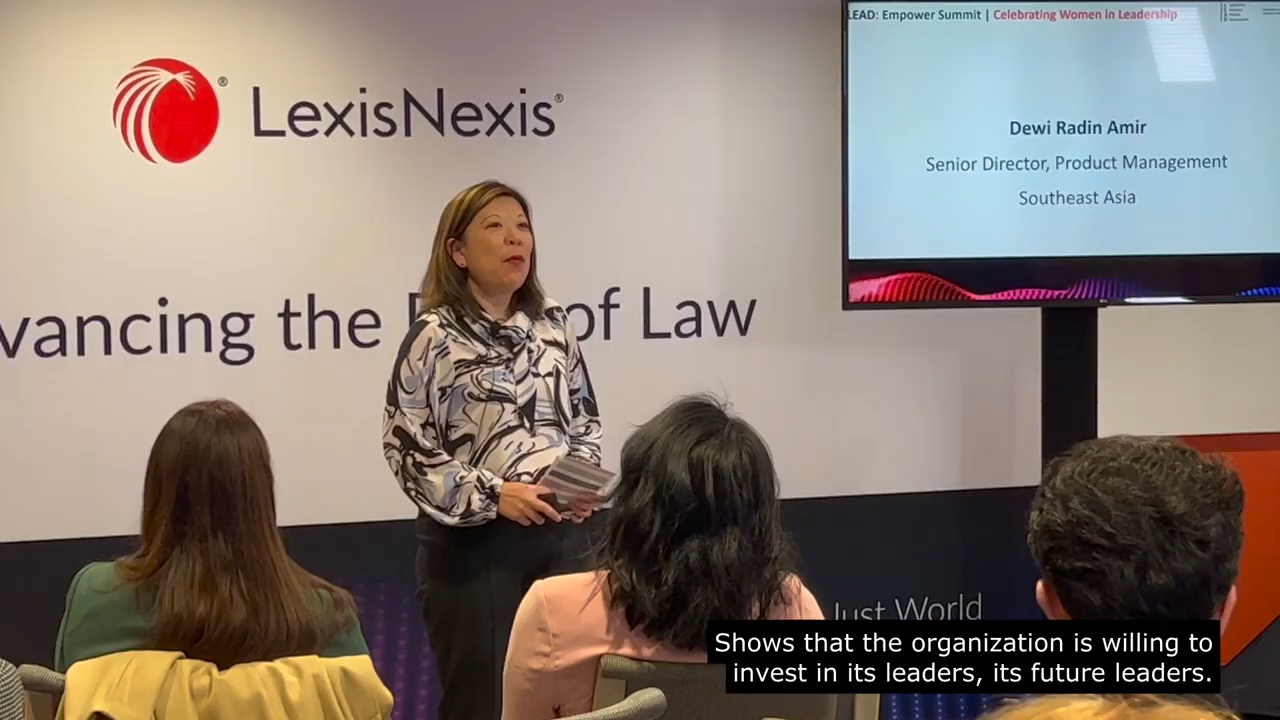 LEAD: Empower Summit | Celebrating Women in Leadership
LexisNexis®
Dewi Radin Amir
Senior Director, Product Management
Southeast Asia
vancing the of Law
Just World
Shows that the organization is willing to
invest in its leaders, its future leaders.